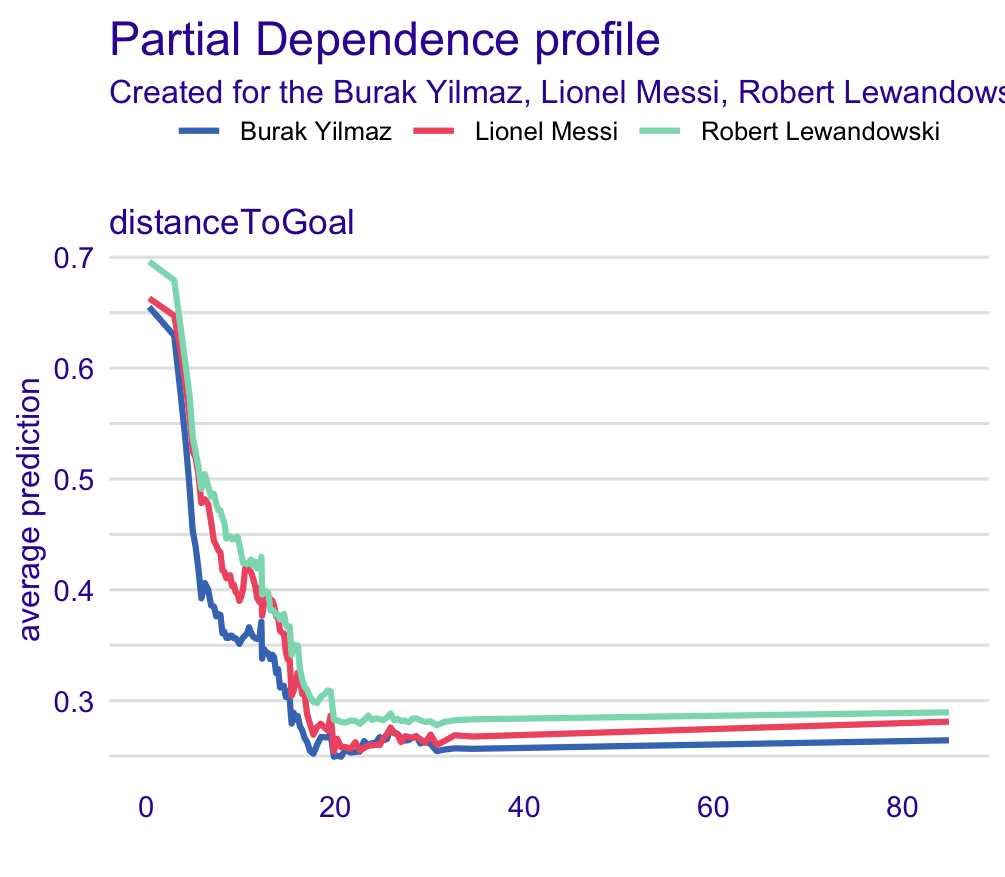 Partial Dependence profile
Created for the Burak Yilmaz, Lionel Messi, Robert Lewandows
Burak Yilmaz Lionel Messi Robert Lewandowski
distanceToGoal
average prediction
0.7
0.6
0.5
0.4
0.3
0 20 40 60 80